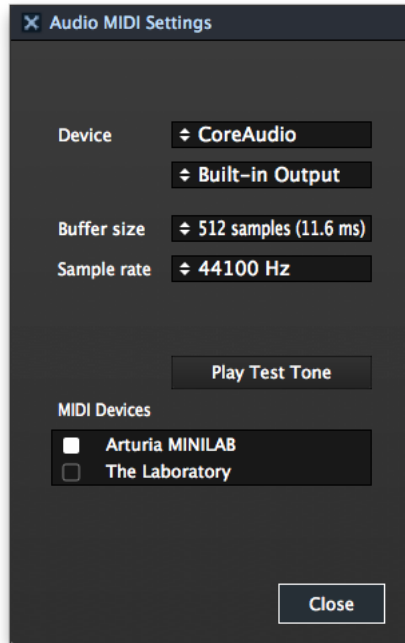 Audio MIDI Settings
Device
CoreAudio
Built-in Output
Buffer size
512 samples (11.6 ms)
Sample rate
44100 Hz
Play Test Tone
MIDI Devices
Arturia MINILAB
The Laboratory
Close